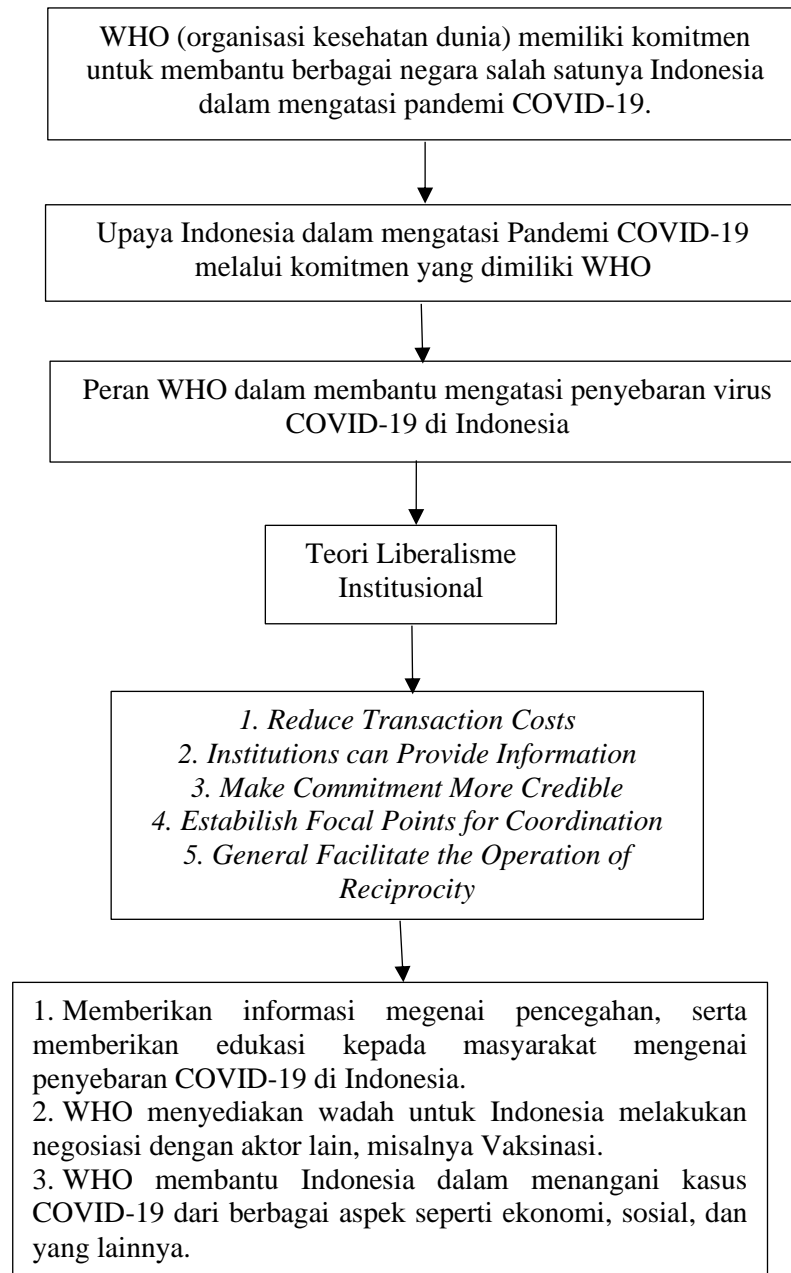 WHO (organisasi kesehatan dunia) memiliki komitmen
untuk membantu berbagai negara salah satunya Indonesia
dalam mengatasi pandemi COVID-19.
Upaya Indonesia dalam mengatasi Pandemi COVID-19
melalui komitmen yang dimiliki WHO
Peran WHO dalam membantu mengatasi penyebaran virus
COVID-19 di Indonesia
Teori Liberalisme
Institusional
1. Reduce Transaction Costs
2. Institutions can Provide Information
3. Make Commitment More Credible
4. Estabilish Focal Points for Coordination
5. General Facilitate the Operation of
Reciprocity
1. Memberikan informasi megenai pencegahan, serta
memberikan edukasi kepada masyarakat mengenai
penyebaran COVID-19 di Indonesia.
2. WHO menyediakan wadah untuk Indonesia melakukan
negosiasi dengan aktor lain, misalnya Vaksinasi.
3. WHO membantu Indonesia dalam menangani kasus
COVID-19 dari berbagai aspek seperti ekonomi, sosial, dan
yang lainnya.